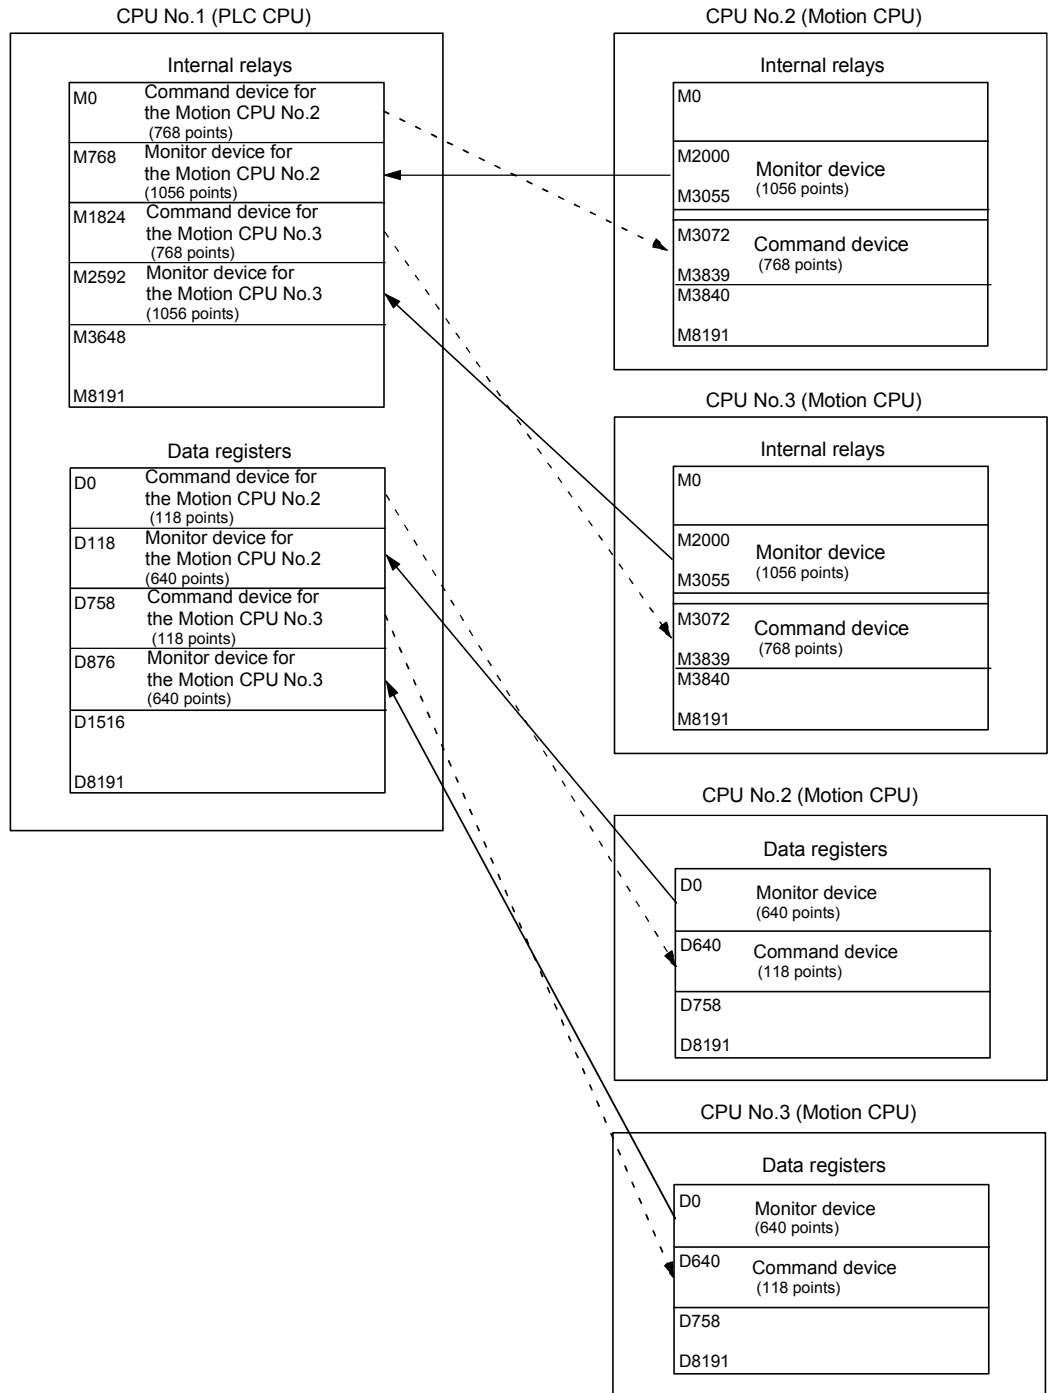 CPU No.1 (PLC CPU)
Internal relays
M0
Command device for
the Motion CPU No.2
(768 points)
M768
Monitor device for
the Motion CPU No.2
(1056 points)
M1824
Command device for
the Motion CPU No.3
(768 points)
M2592
Monitor device for
the Motion CPU No.3
(1056 points)
M3648
M8191
Data registers
D0
Command device for
the Motion CPU No.2
(118 points)
D118
Monitor device for
the Motion CPU No.2
(640 points)
D758
Command device for
the Motion CPU No.3
(118 points)
D876
Monitor device for
the Motion CPU No.3
(640 points)
D1516
D8191
CPU No.2 (Motion CPU)
Internal relays
M0
M2000
Monitor device
(1056 points)
M3055
M3072
Command device
(768 points)
M3839
M3840
M8191
CPU No.3 (Motion CPU)
Internal relays
M0
M2000
Monitor device
(1056 points)
M3055
M3072
Command device
(768 points)
M3839
M3840
M8191
CPU No.2 (Motion CPU)
Data registers
D0
Monitor device
(640 points)
D640
Command device
(118 points)
D758
D8191
CPU No.3 (Motion CPU)
Data registers
D0
Monitor device
(640 points)
D640
Command device
(118 points)
D758
D8191